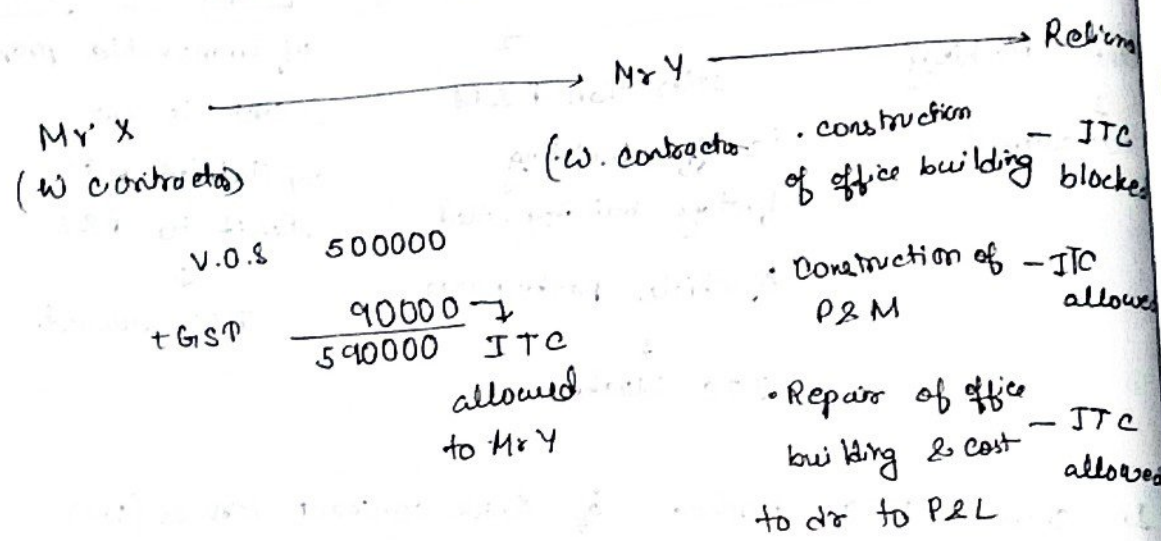 Mr X
(W contractor)
V.O.S 500000
+ GST 90000
590000 ITC
allowed
to Mr Y
Mr Y
(W. contractor
• construction
of office building — ITC
blocked
• Construction of — ITC
P&M allowed
• Repair of office
building & cost — ITC
allowed
to dr to P&L